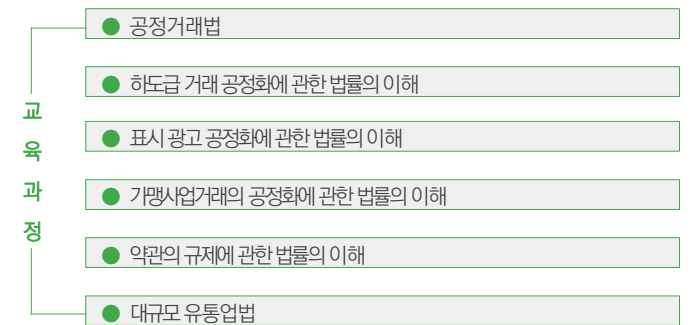 교육과정
● 공정거래법
● 하도급 거래 공정화에 관한 법률의 이해
● 표시 광고 공정화에 관한 법률의 이해
● 가맹사업거래의 공정화에 관한 법률의 이해
● 약관의 규제에 관한 법률의 이해
● 대규모 유통업법